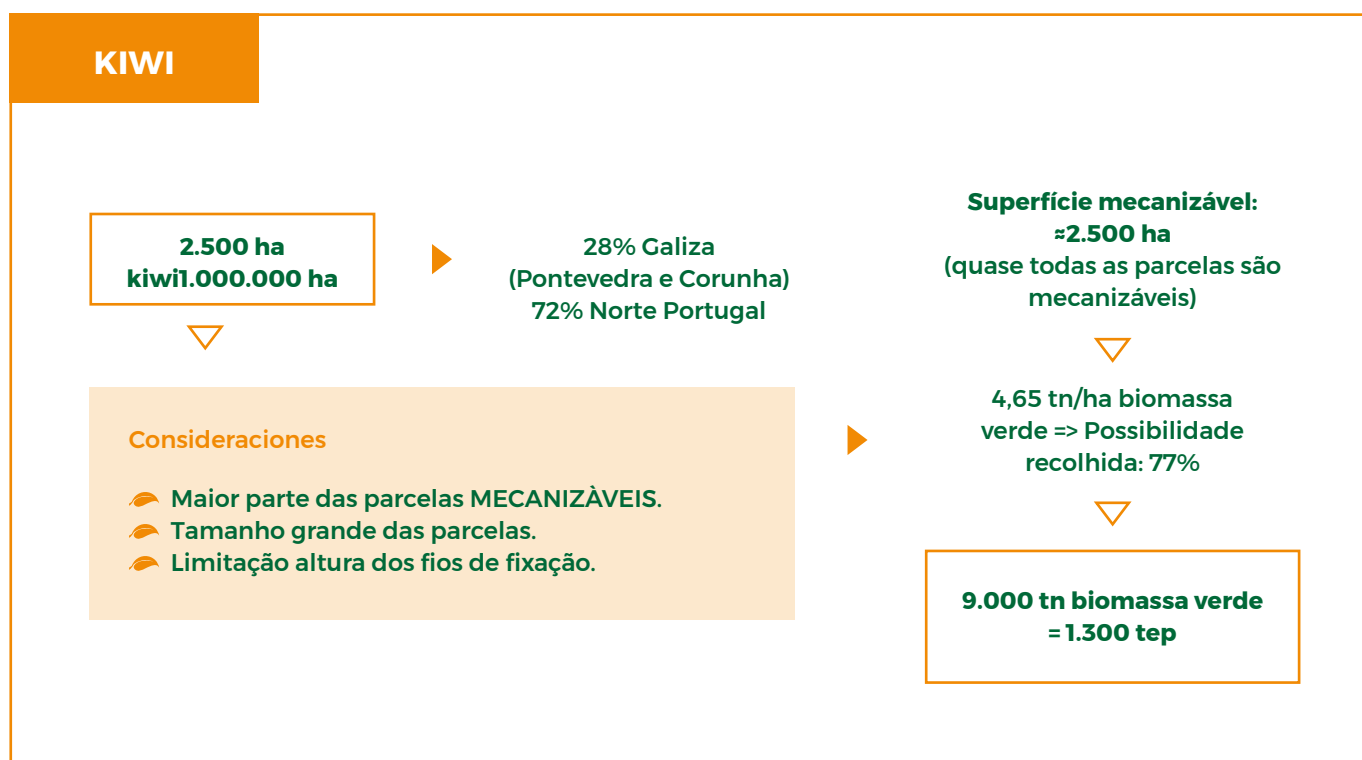 KIWI
2.500 ha
kiwi1.000.000 ha
28% Galiza
(Pontevedra e Corunha)
72% Norte Portugal
Superfície mecanizável:
≈2.500 ha
(quase todas as parcelas são
mecanizáveis)
Consideraciones
Maior parte das parcelas MECANIZÀVEIS.
Tamanho grande das parcelas.
Limitação altura dos fios de fixação.
4,65 tn/ha biomassa
verde => Possibilidade
recolhida: 77%
9.000 tn biomassa verde
= 1.300 tep